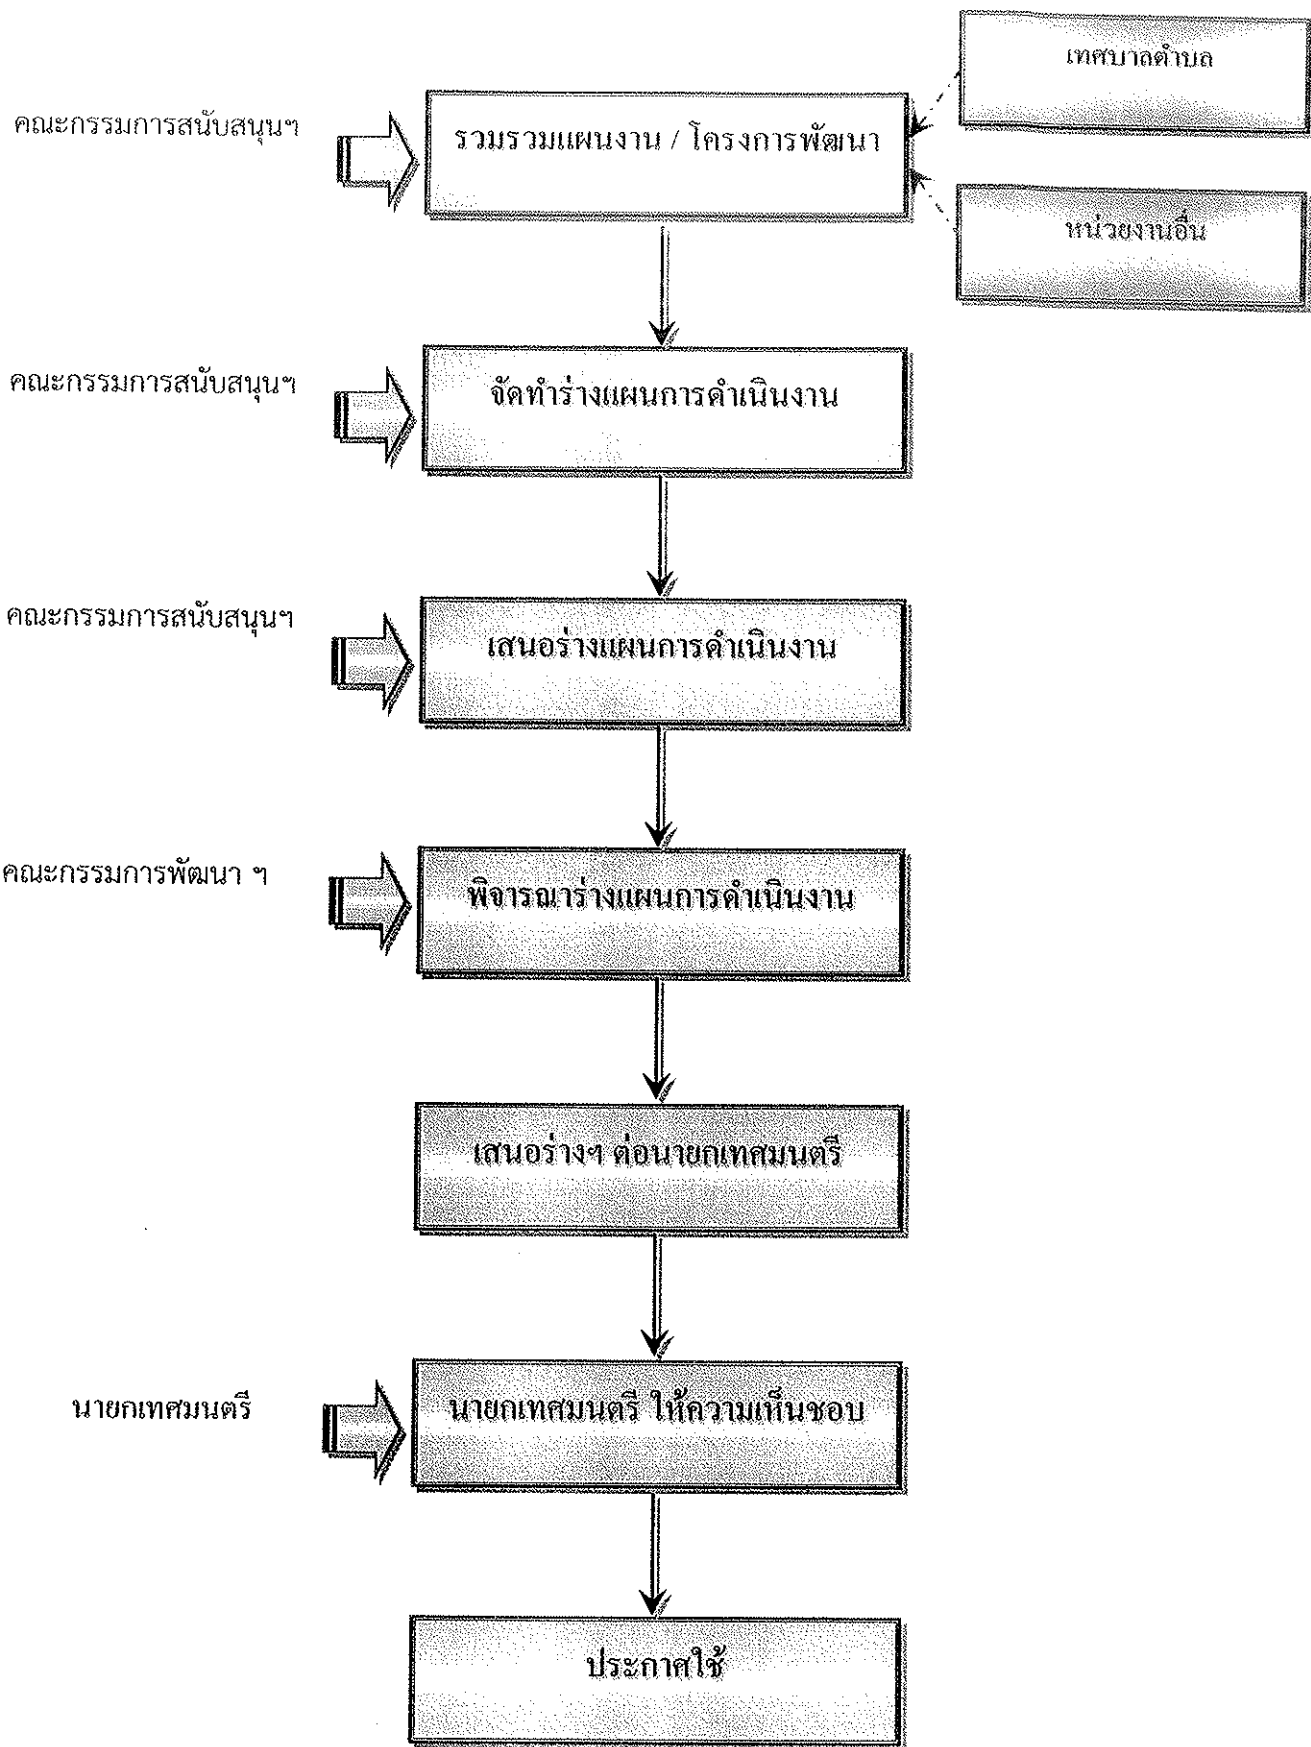 เทศบาลตำบล
คณะกรรมการสนับสนุนฯ
รวมรวมแผนงาน / โครงการพัฒนา
หน่วยงานอื่น
คณะกรรมการสนับสนุนฯ
จัดทำร่างแผนการดำเนินงาน
คณะกรรมการสนับสนุนฯ
เสนอร่างแผนการดำเนินงาน
คณะกรรมการพัฒนา ฯ
พิจารณาร่างแผนการดำเนินงาน
เสนอร่างฯ ต่อนายกเทศมนตรี
นายกเทศมนตรี
นายกเทศมนตรี ให้ความเห็นชอบ
ประกาศใช้